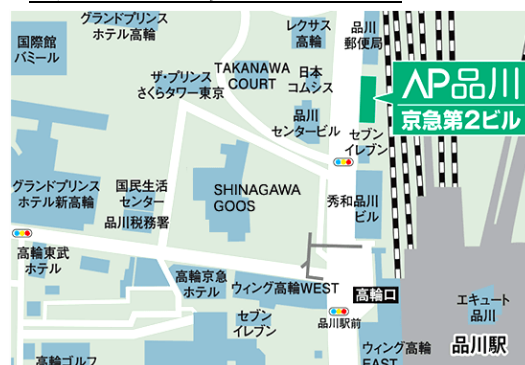 グランドプリンス
ホテル高輪
レクサス
高輪
品川
郵便局
国際館
パミール
TAKANAWA
COURT
日本
コムシス
ザ・プリンス
さくらタワー東京
AP品川
京急第2ビル
品川
センタービル
セブン
イレブン
グランドプリンス
ホテル新高輪
国民生活
センター
品川税務署
SHINAGAWA
GOOS
秀和品川
ビル
高輪東武
ホテル
高輪京急
ホテル
ウィング高輪WEST
高輪口
エキュート
品川
セブン
イレブン
品川駅前
品川駅
ウィング高輪
EAST
高輪ゴルフ